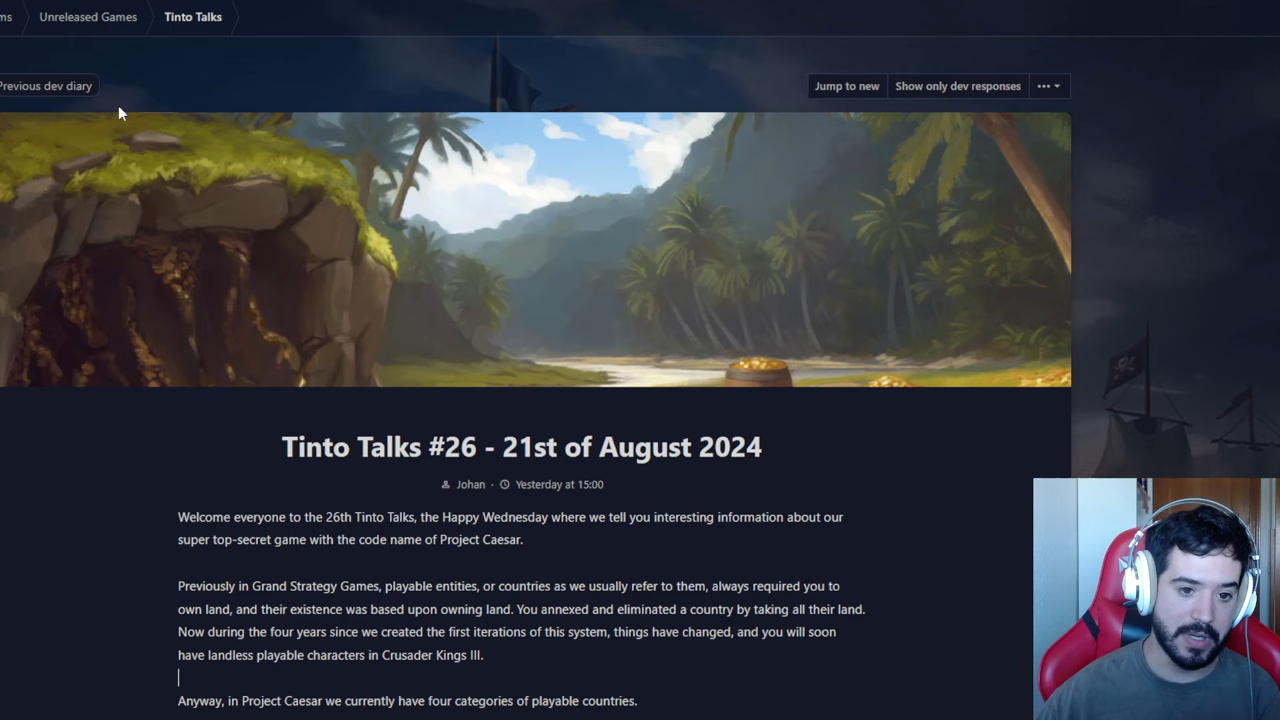 ms
Unreleased Games
Tinto Talks
Previous dev diary
Jump to new
Show only dev responses
Tinto Talks #26 - 21st of August 2024
Johan · Yesterday at 15:00
Welcome everyone to the 26th Tinto Talks, the Happy Wednesday where we tell you interesting information about our
super top-secret game with the code name of Project Caesar.
Previously in Grand Strategy Games, playable entities, or countries as we usually refer to them, always required you to
own land, and their existence was based upon owning land. You annexed and eliminated a country by taking all their land.
Now during the four years since we created the first iterations of this system, things have changed, and you will soon
have landless playable characters in Crusader Kings III.
Anyway, in Project Caesar we currently have four categories of playable countries.